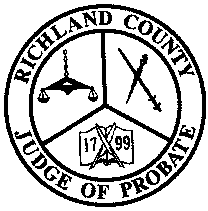 RICHLAND COUNTY
17 99
JUDGE OF PROBATE